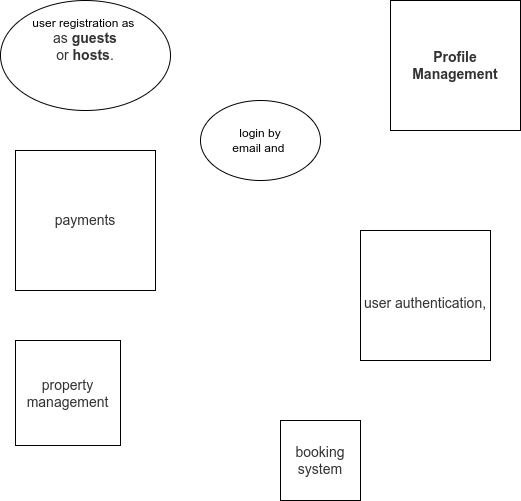 user registration as
as guests
or hosts.
Profile
Management
login by
email and
payments
user authentication,
property
management
booking
system